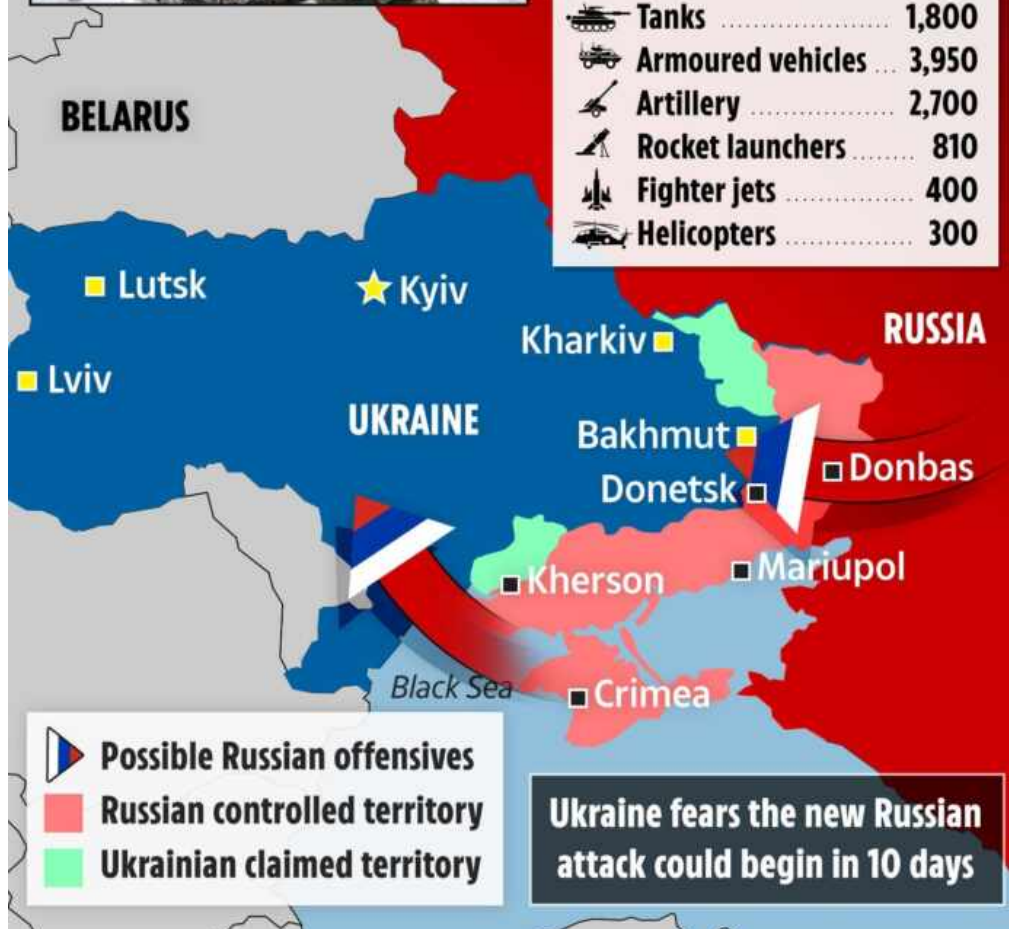 Tanks .................... 1,800
Armoured vehicles ... 3,950
Artillery .................. 2,700
Rocket launchers ........ 810
Fighter jets ................ 400
Helicopters ................ 300
BELARUS
Lutsk
Kyiv
Kharkiv
RUSSIA
Lviv
UKRAINE
Bakhmut
Donbas
Donetsk
Mariupol
Kherson
Black Sea
Crimea
Possible Russian offensives
Russian controlled territory
Ukrainian claimed territory
Ukraine fears the new Russian
attack could begin in 10 days